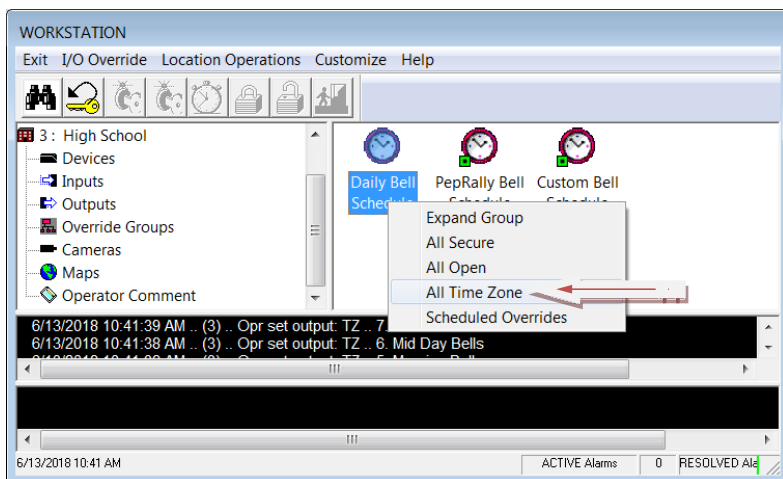 WORKSTATION
Exit I/O Override Location Operations Customize Help
3 : High School
Devices
Inputs
Outputs
Override Groups
Cameras
Maps
Operator Comment
Daily Bell
Schedule
PepRally Bell
Schedule
Custom Bell
Schedule
Expand Group
All Secure
All Open
All Time Zone
Scheduled Overrides
6/13/2018 10:41:39 AM .. (3) .. Opr set output: TZ .. 7.
6/13/2018 10:41:38 AM .. (3) .. Opr set output: TZ .. 6. Mid Day Bells
6/13/2018 10:41 AM
ACTIVE Alarms 0 RESOLVED Ala